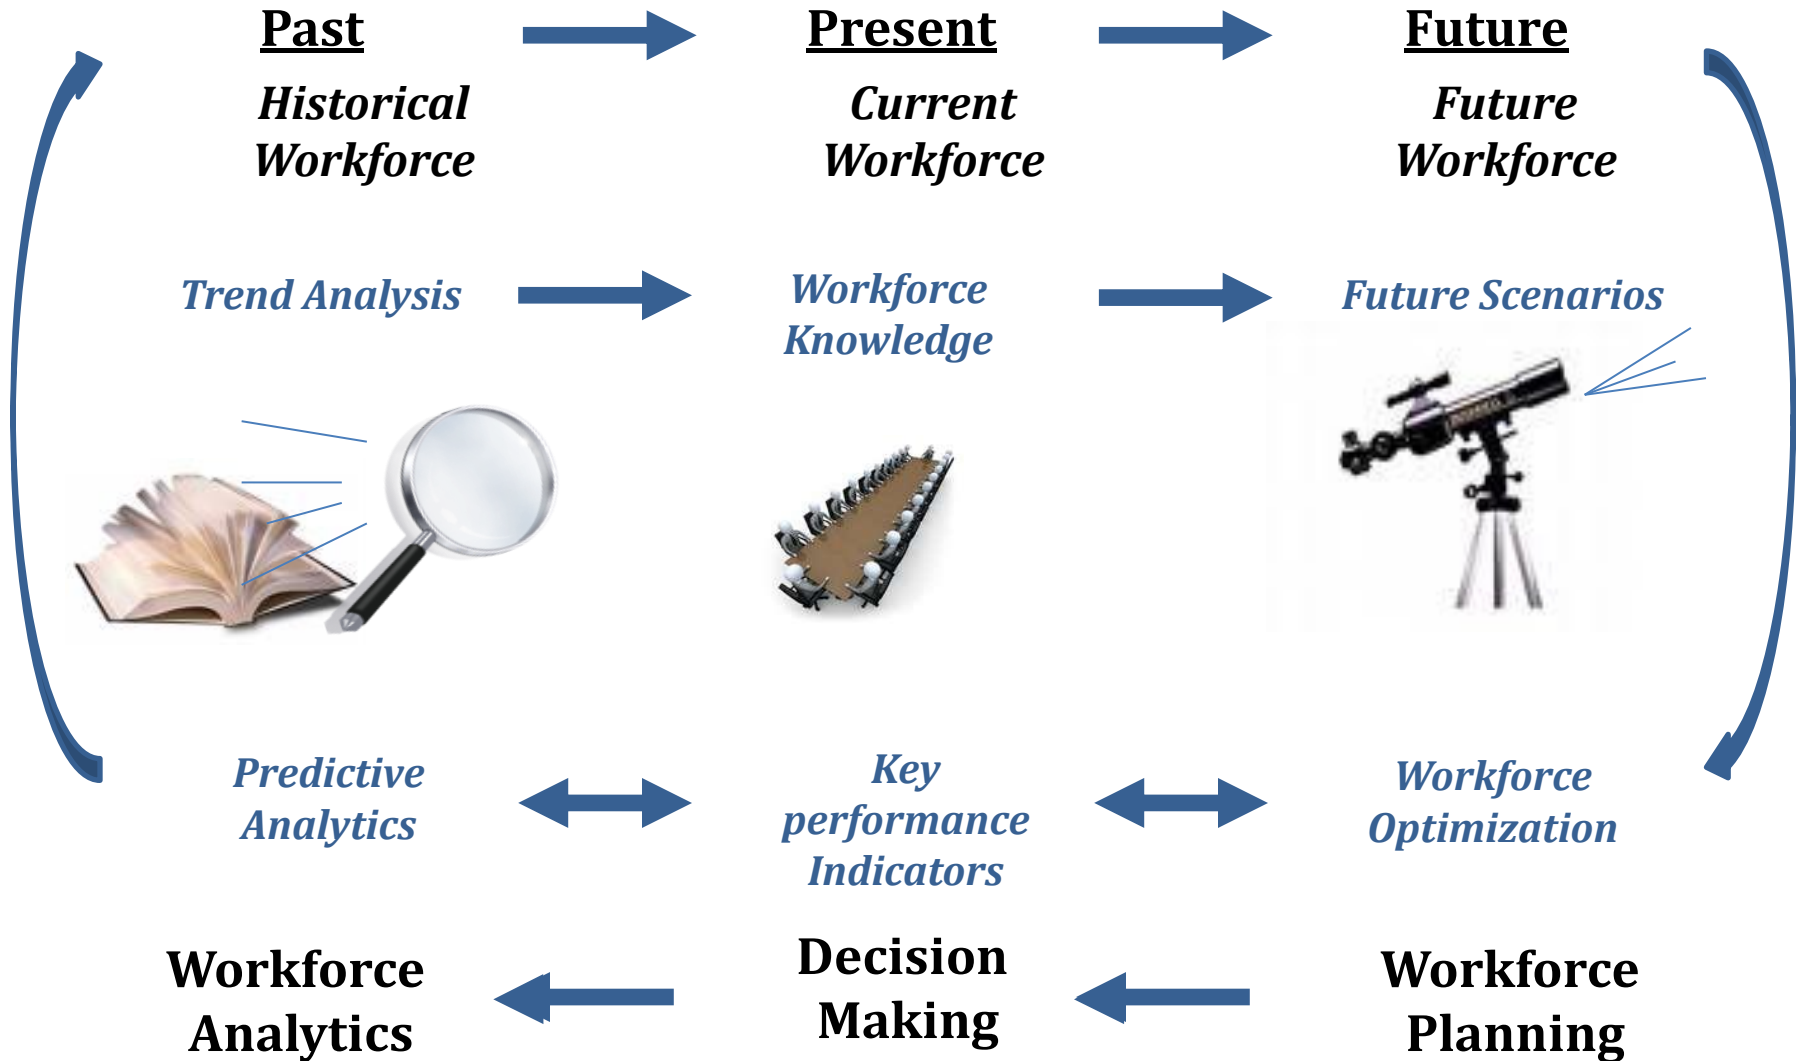 Past
Present
Future
Historical
Workforce
Current
Workforce
Future
Workforce
Trend Analysis
Workforce
Knowledge
Future Scenarios
Predictive
Analytics
Key
performance
Indicators
Workforce
Optimization
Workforce
Analytics
Decision
Making
Workforce
Planning